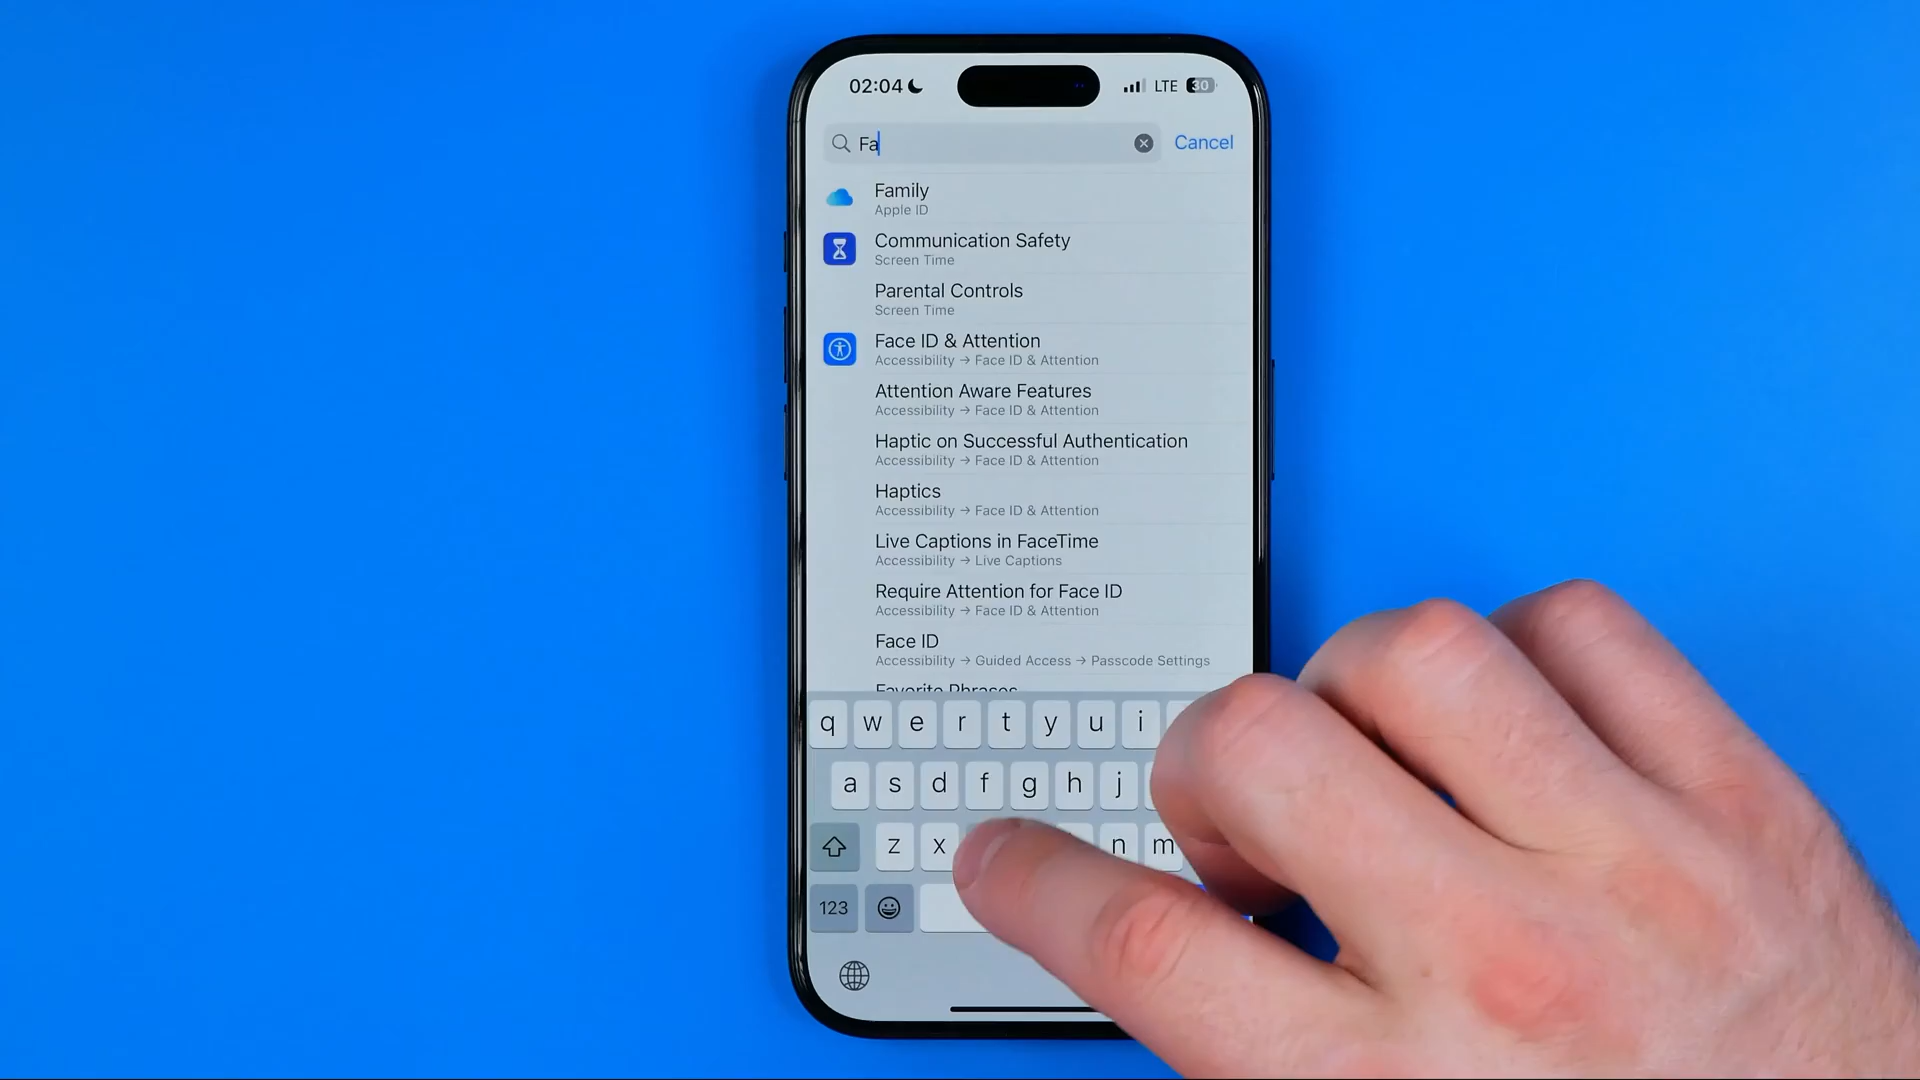 02:04
LTE 30
Fa
Cancel
Family
Apple ID
Communication Safety
Screen Time
Parental Controls
Screen Time
Face ID & Attention
Accessibility → Face ID & Attention
Attention Aware Features
Accessibility → Face ID & Attention
Haptic on Successful Authentication
Accessibility → Face ID & Attention
Haptics
Accessibility → Face ID & Attention
Live Captions in FaceTime
Accessibility → Live Captions
Require Attention for Face ID
Accessibility → Face ID & Attention
Face ID
Accessibility → Guided Access → Passcode Settings
Favorite Phrases
q w e r t y u i
a s d f g h j
z x n m
123